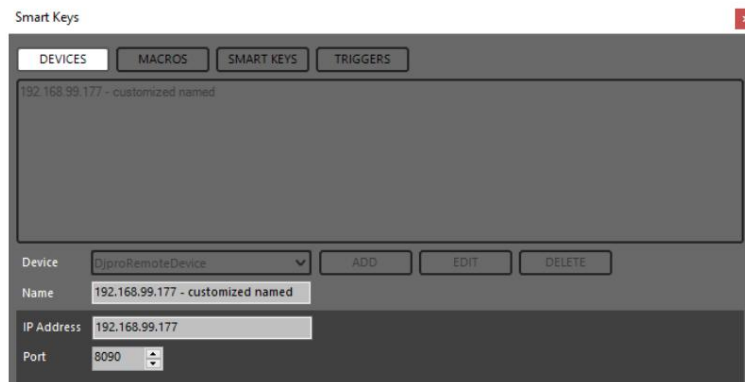 Smart Keys
DEVICES MACROS SMART KEYS TRIGGERS
192.168.99.177 - customized named
Device DjproRemoteDevice ADD EDIT DELETE
Name 192.168.99.177 - customized named
IP Address 192.168.99.177
Port 8090